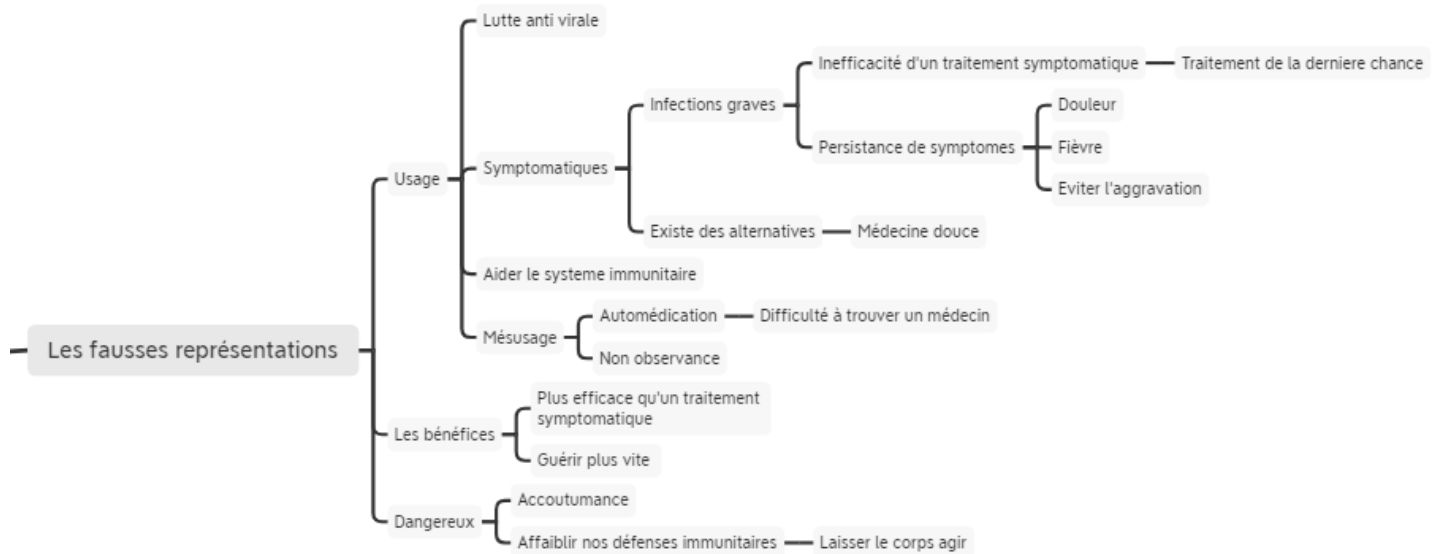 Lutte anti virale
Inefficacité d'un traitement symptomatique
Traitement de la derniere chance
Infections graves
Douleur
Persistance de symptomes
Fièvre
Eviter l'aggravation
Symptomatiques
Usage
Existe des alternatives
Médecine douce
Aider le systeme immunitaire
Automédication
Difficulté à trouver un médecin
Mésusage
Non observance
Les fausses représentations
Plus efficace qu'un traitement
symptomatique
Les bénéfices
Guérir plus vite
Accoutumance
Dangereux
Affaiblir nos défenses immunitaires
Laisser le corps agir